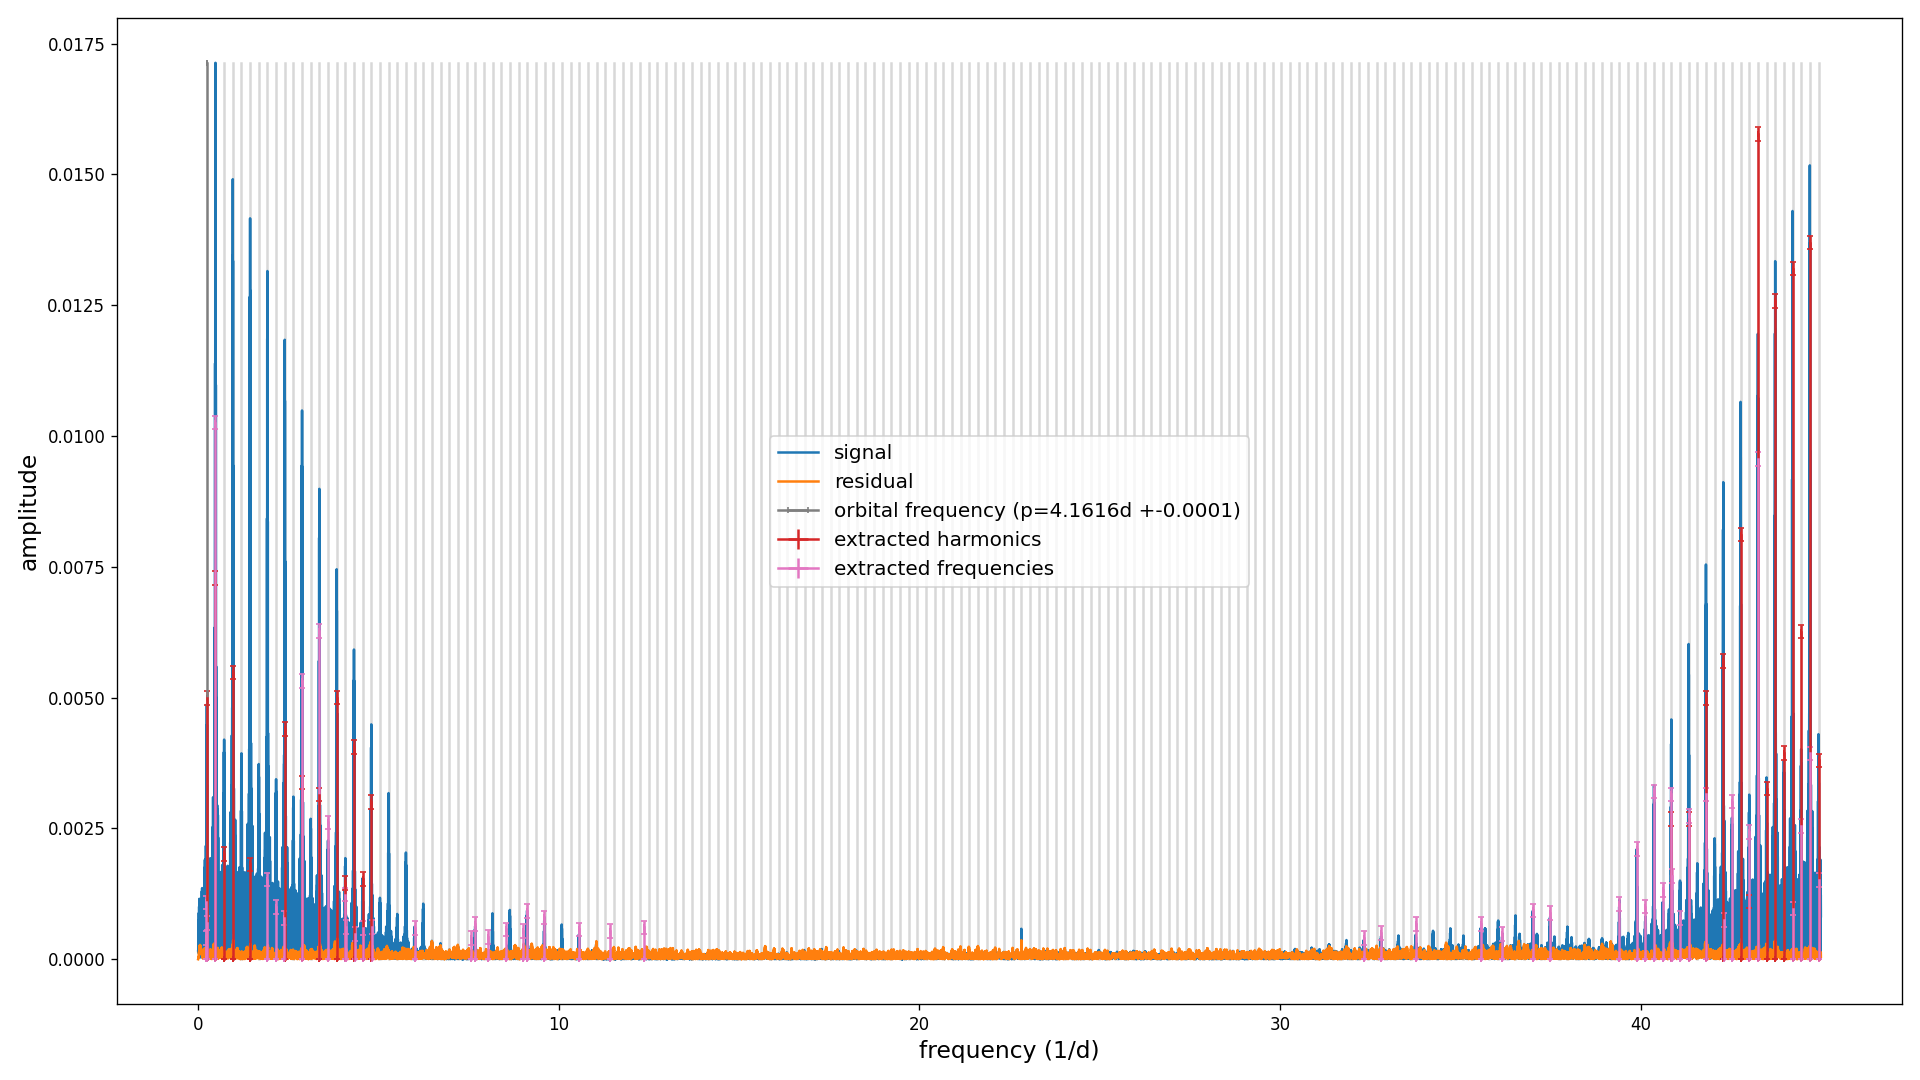 0.0175
0.0150
0.0125
0.0100
0.0075
0.0050
0.0025
0.0000
amplitude
signal
residual
orbital frequency (p=4.1616d +-0.0001)
extracted harmonics
extracted frequencies
0 10 20 30 40
frequency (1/d)